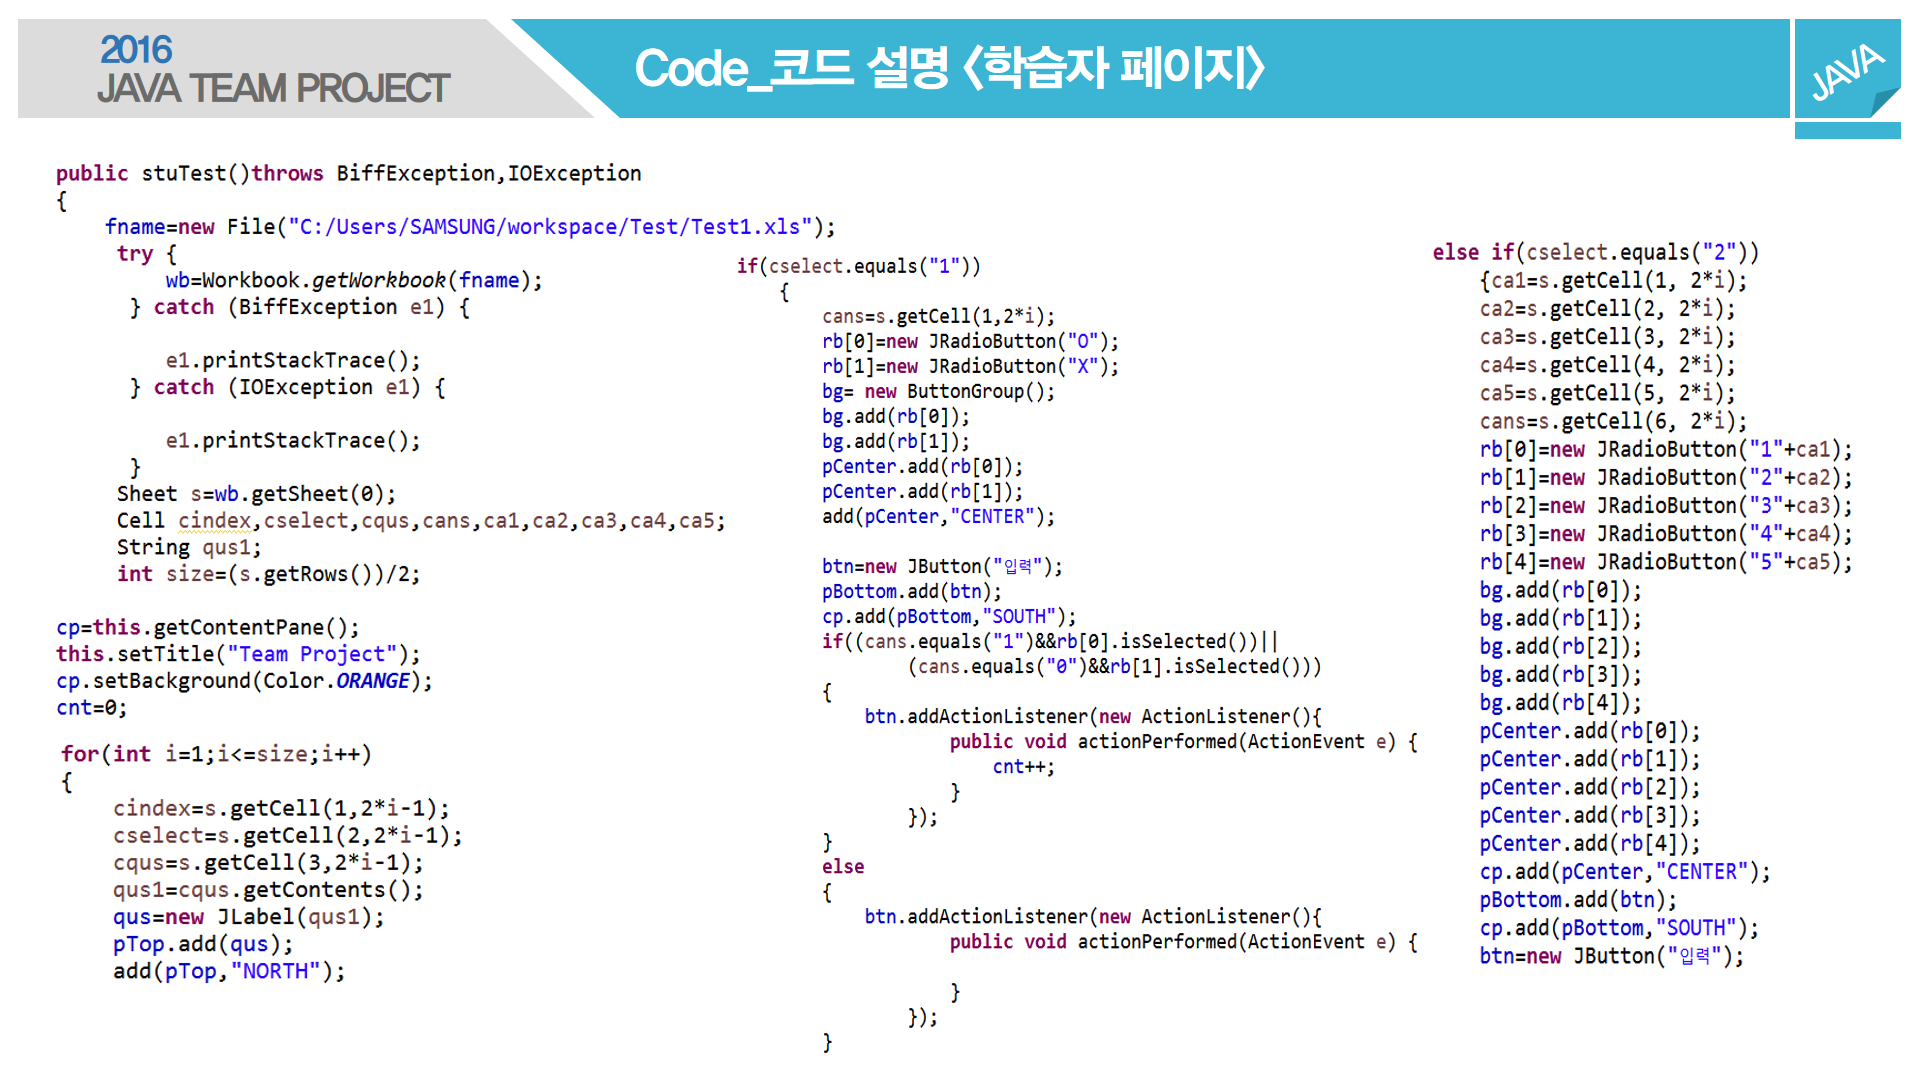 2016
JAVA TEAM PROJECT
Code_코드 설명 <학습자 페이지>
JAVA
public stuTest()throws BiffException,IOException
{
fname=new File("C:/Users/SAMSUNG/workspace/Test/Test1.xls");
try {
wb=Workbook.getWorkbook(fname);
} catch (BiffException e1) {
e1.printStackTrace();
} catch (IOException e1) {
e1.printStackTrace();
}
Sheet s=wb.getSheet(0);
Cell cindex,cselect,cqus,cans,ca1,ca2,ca3,ca4,ca5;
String qus1;
int size=(s.getRows())/2;
cp=this.getContentPane();
this.setTitle("Team Project");
cp.setBackground(Color.ORANGE);
cnt=0;
for(int i=1;i<=size;i++)
{
cindex=s.getCell(1,2*i-1);
cselect=s.getCell(2,2*i-1);
cqus=s.getCell(3,2*i-1);
qus1=cqus.getContents();
qus=new JLabel(qus1);
pTop.add(qus);
add(pTop,"NORTH");
if(cselect.equals("1"))
{
cans=s.getCell(1,2*i);
rb[0]=new JRadioButton("O");
rb[1]=new JRadioButton("X");
bg= new ButtonGroup();
bg.add(rb[0]);
bg.add(rb[1]);
pCenter.add(rb[0]);
pCenter.add(rb[1]);
add(pCenter,"CENTER");
btn=new JButton("입력");
pBottom.add(btn);
cp.add(pBottom,"SOUTH");
if((cans.equals("1")&&rb[0].isSelected())||
(cans.equals("0")&&rb[1].isSelected()))
{
btn.addActionListener(new ActionListener(){
public void actionPerformed(ActionEvent e) {
cnt++;
}
});
}
else
{
btn.addActionListener(new ActionListener(){
public void actionPerformed(ActionEvent e) {
}
});
}
else if(cselect.equals("2"))
{ca1=s.getCell(1, 2*i);
ca2=s.getCell(2, 2*i);
ca3=s.getCell(3, 2*i);
ca4=s.getCell(4, 2*i);
ca5=s.getCell(5, 2*i);
cans=s.getCell(6, 2*i);
rb[0]=new JRadioButton("1"+ca1);
rb[1]=new JRadioButton("2"+ca2);
rb[2]=new JRadioButton("3"+ca3);
rb[3]=new JRadioButton("4"+ca4);
rb[4]=new JRadioButton("5"+ca5);
bg.add(rb[0]);
bg.add(rb[1]);
bg.add(rb[2]);
bg.add(rb[3]);
bg.add(rb[4]);
pCenter.add(rb[0]);
pCenter.add(rb[1]);
pCenter.add(rb[2]);
pCenter.add(rb[3]);
pCenter.add(rb[4]);
cp.add(pCenter,"CENTER");
pBottom.add(btn);
cp.add(pBottom,"SOUTH");
btn=new JButton("입력");